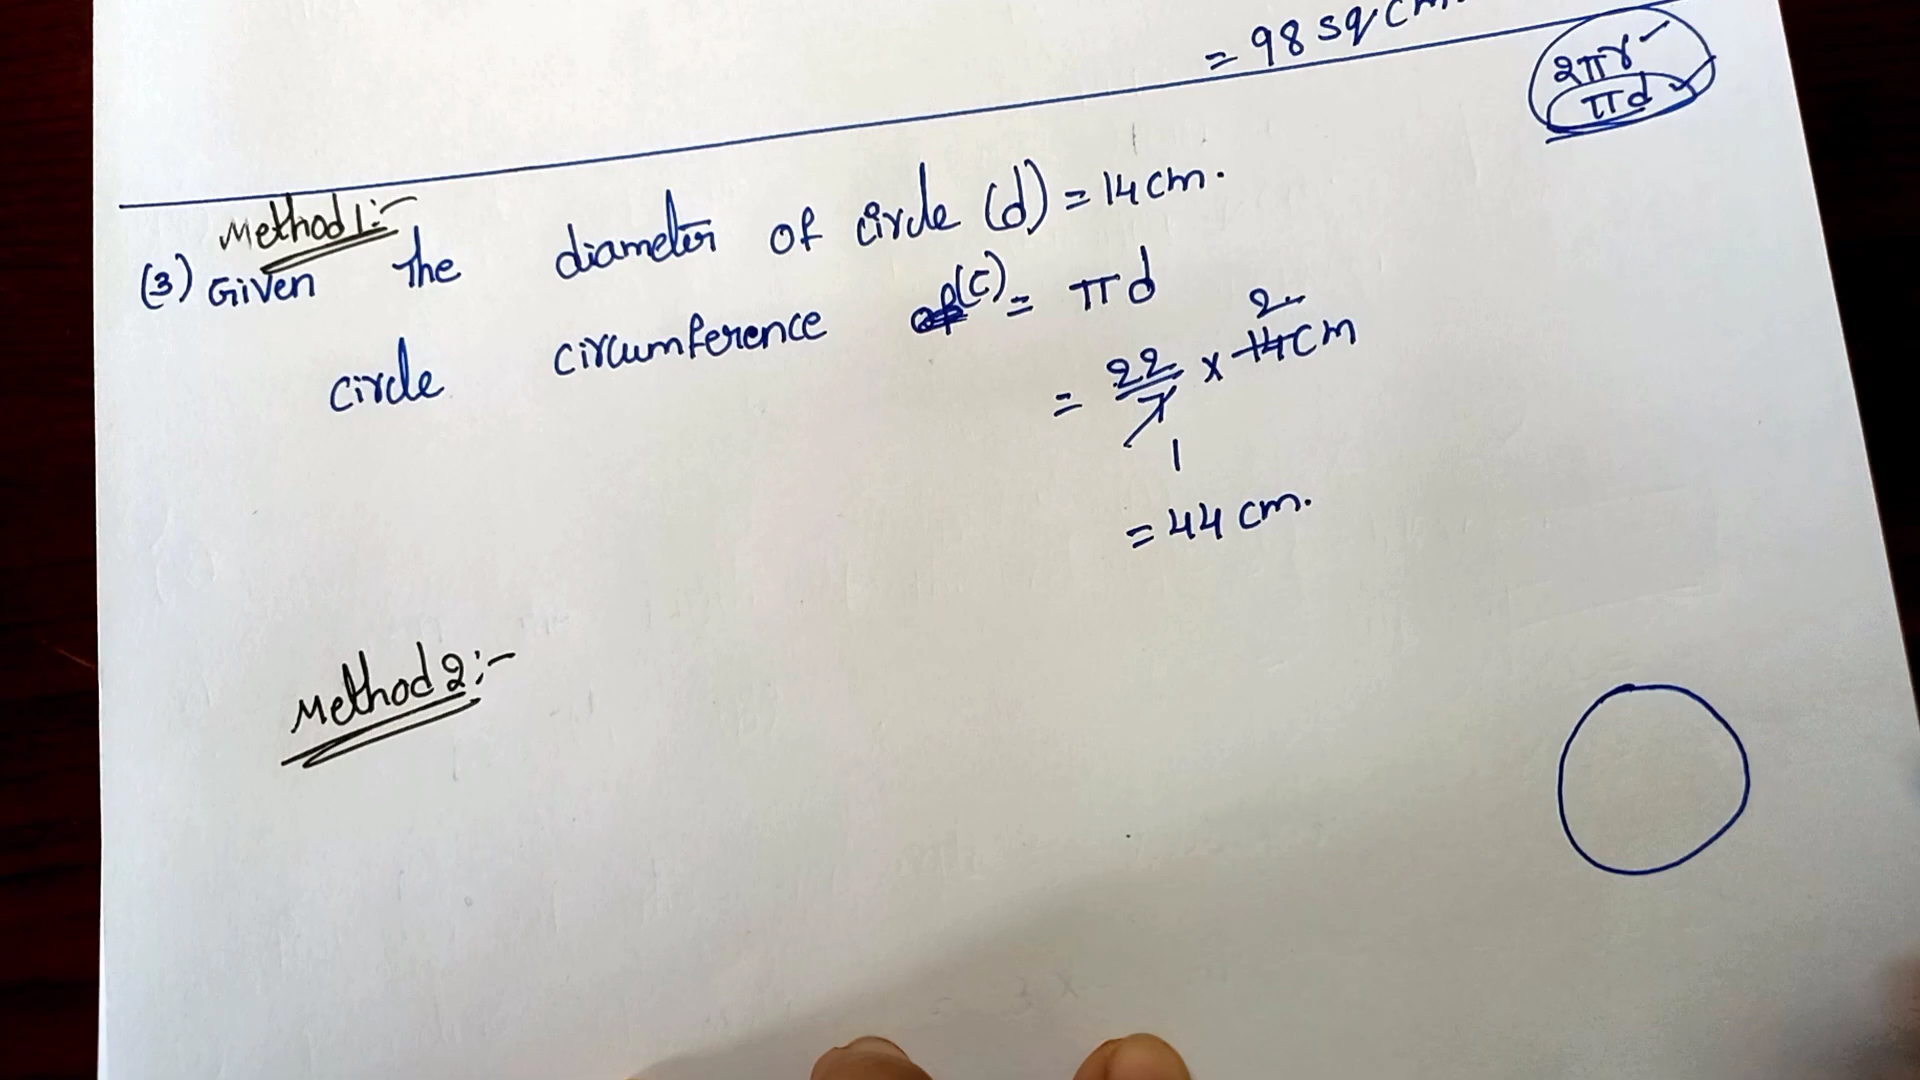 = 98 sq cm.
2πr
πd
Method 1:-
(3) Given the diameter of circle (d) = 14 cm.
circle circumference (C) = πd
2
= 22/7 x 14 cm
1
= 44 cm.
Method 2:-